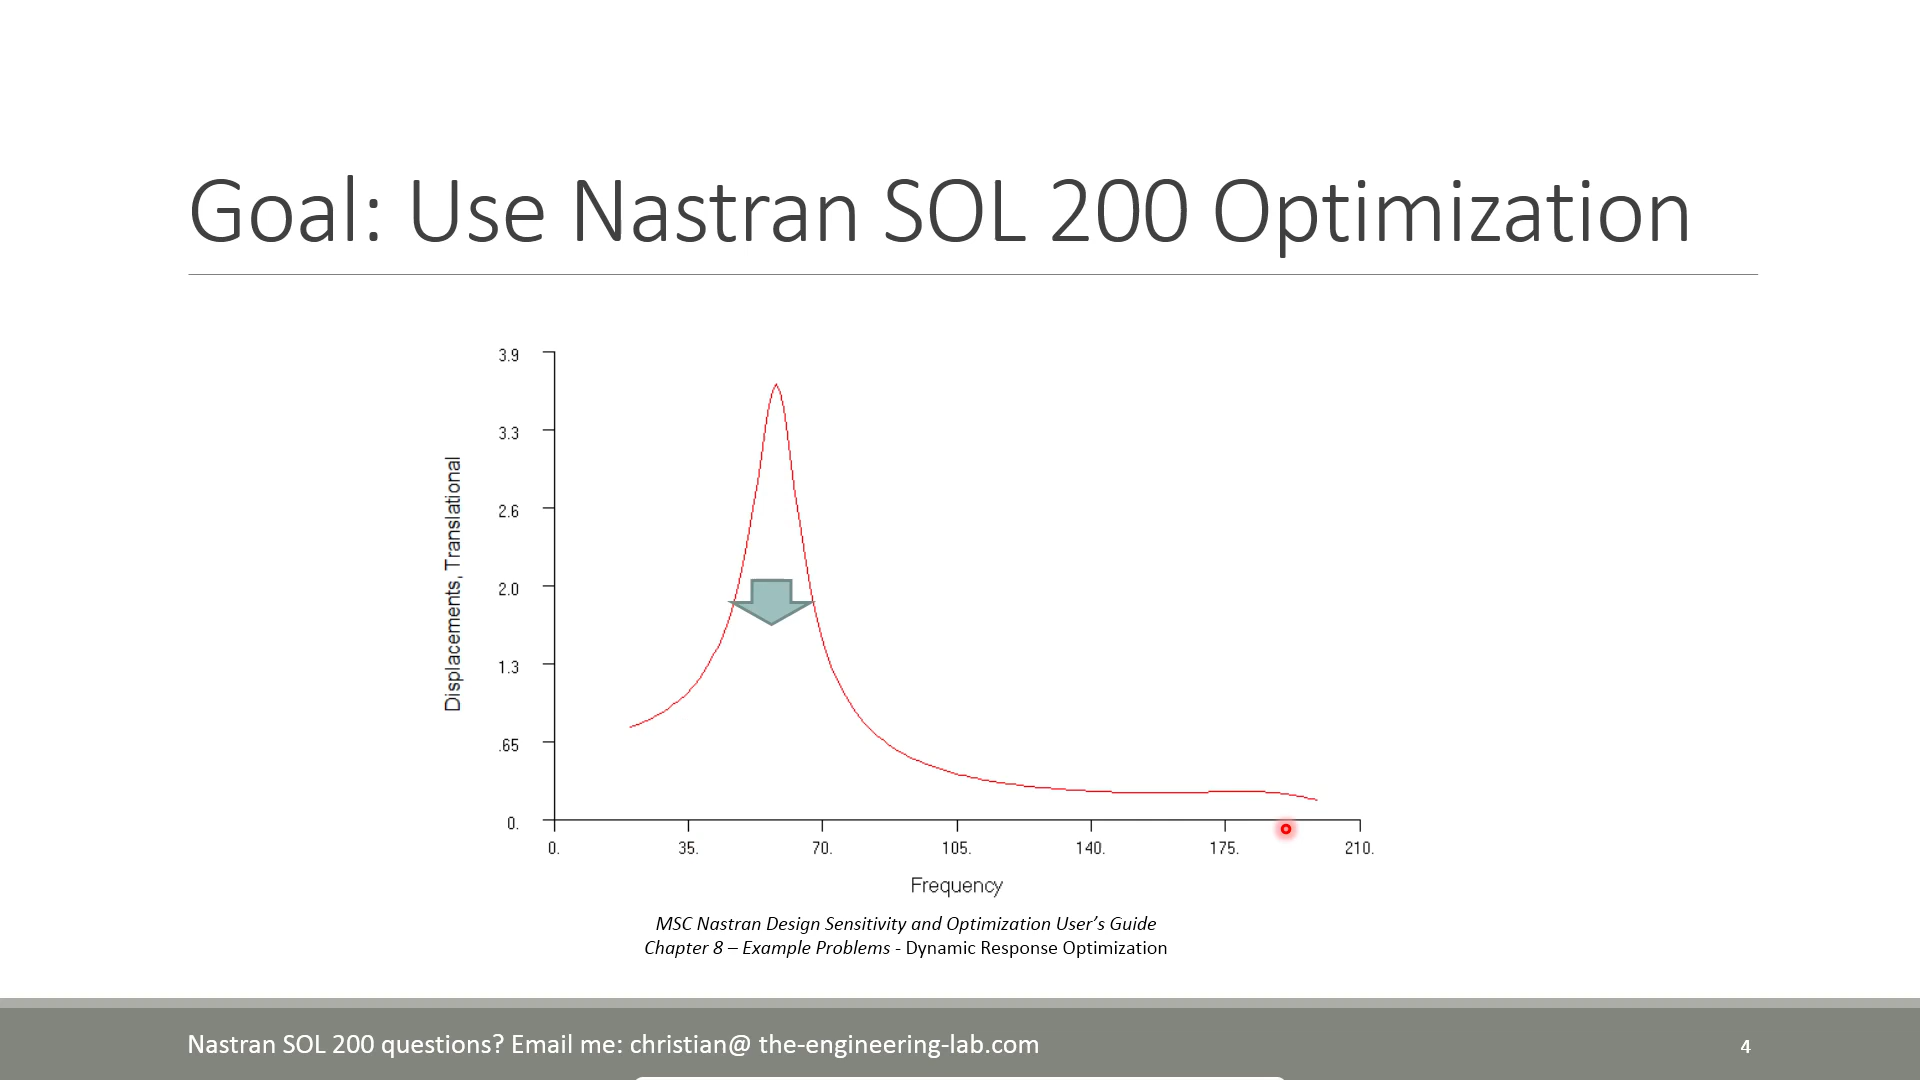 Goal: Use Nastran SOL 200 Optimization
3.9
3.3
2.6
2.0
1.3
.65
0.
Displacements, Translational
0. 35. 70. 105. 140. 175. 210.
Frequency
MSC Nastran Design Sensitivity and Optimization User’s Guide
Chapter 8 – Example Problems - Dynamic Response Optimization
Nastran SOL 200 questions? Email me: christian@ the-engineering-lab.com
4